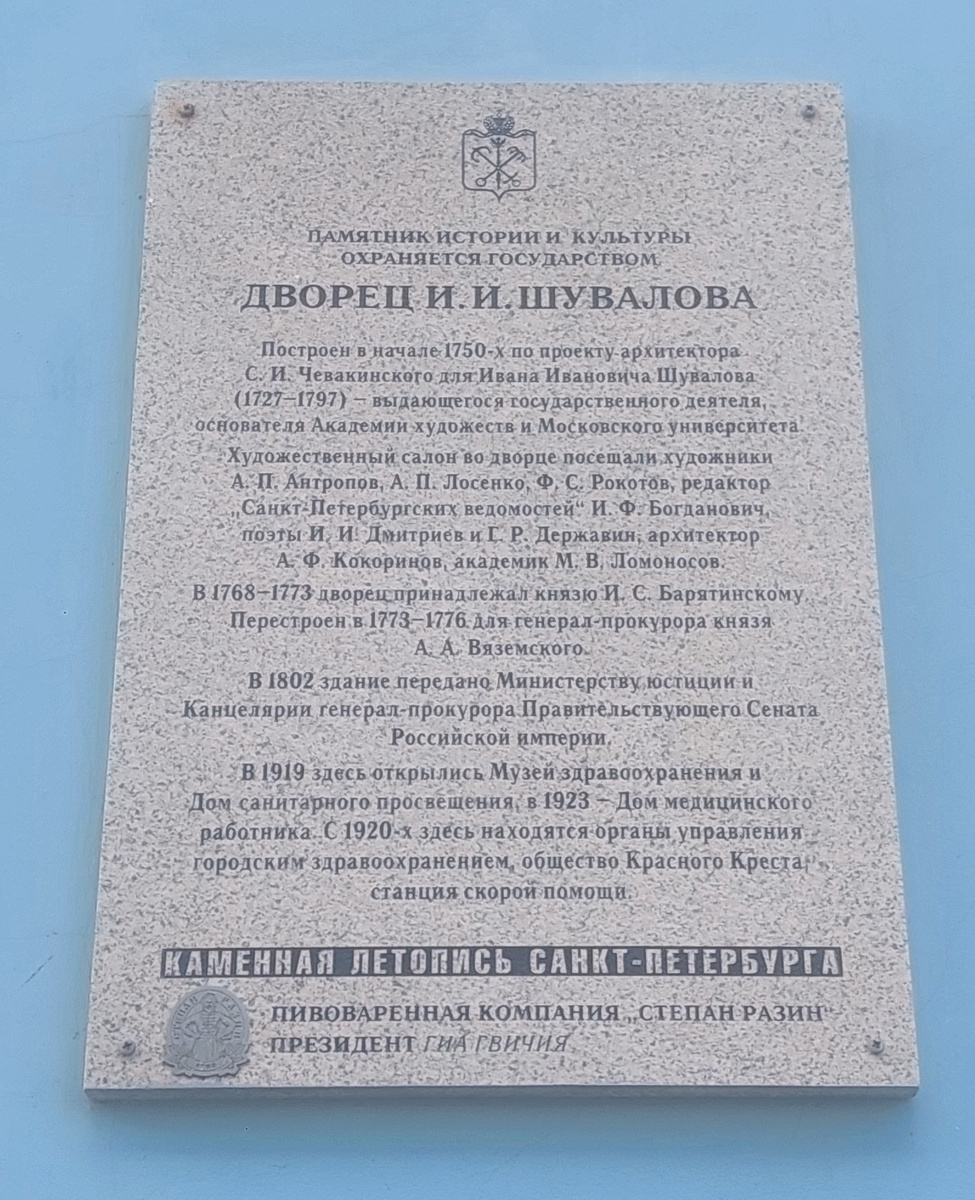 ПАМЯТНИК ИСТОРИИ И КУЛЬТУРЫ
ОХРАНЯЕТСЯ ГОСУДАРСТВОМ
ДВОРЕЦ И. И. ШУВАЛОВА
Построен в начале 1750-х по проекту архитектора
С. И. Чевакинского для Ивана Ивановича Шувалова
(1727–1797) – выдающегося государственного деятеля,
основателя Академии художеств и Московского университета.
Художественный салон во дворце посещали художники
А. П. Антропов, А. П. Лосенко, Ф. С. Рокотов, редактор
„Санкт-Петербургских ведомостей“ И. Ф. Богданович,
поэты И. И. Дмитриев и Г. Р. Державин, архитектор
А. Ф. Кокоринов, академик М. В. Ломоносов.
В 1768–1773 дворец принадлежал князю И. С. Барятинскому.
Перестроен в 1773–1776 для генерал-прокурора князя
А. А. Вяземского.
В 1802 здание передано Министерству юстиции и
Канцелярии генерал-прокурора Правительствующего Сената
Российской империи.
В 1919 здесь открылись Музей здравоохранения и
Дом санитарного просвещения, в 1923 – Дом медицинского
работника. С 1920-х здесь находятся органы управления
городским здравоохранением, общество Красного Креста,
станция скорой помощи.
КАМЕННАЯ ЛЕТОПИСЬ САНКТ-ПЕТЕРБУРГА
ПИВОВАРЕННАЯ КОМПАНИЯ „СТЕПАН РАЗИН“
ПРЕЗИДЕНТ ГИА ГВИЧИЯ